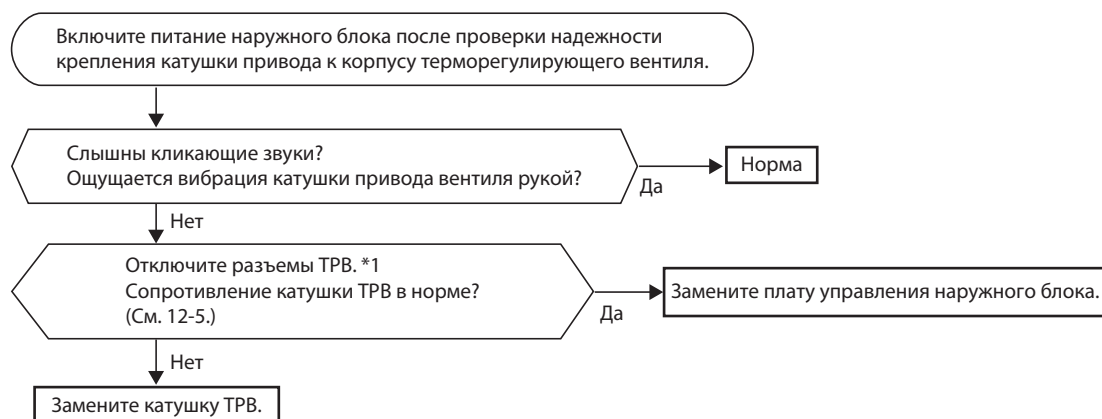 Включите питание наружного блока после проверки надежности
крепления катушки привода к корпусу терморегулирующего вентиля.
Слышны кликающие звуки?
Ощущается вибрация катушки привода вентиля рукой?
Да
Норма
Нет
Отключите разъемы ТРВ. *1
Сопротивление катушки ТРВ в норме?
(См. 12-5.)
Да
Замените плату управления наружного блока.
Нет
Замените катушку ТРВ.